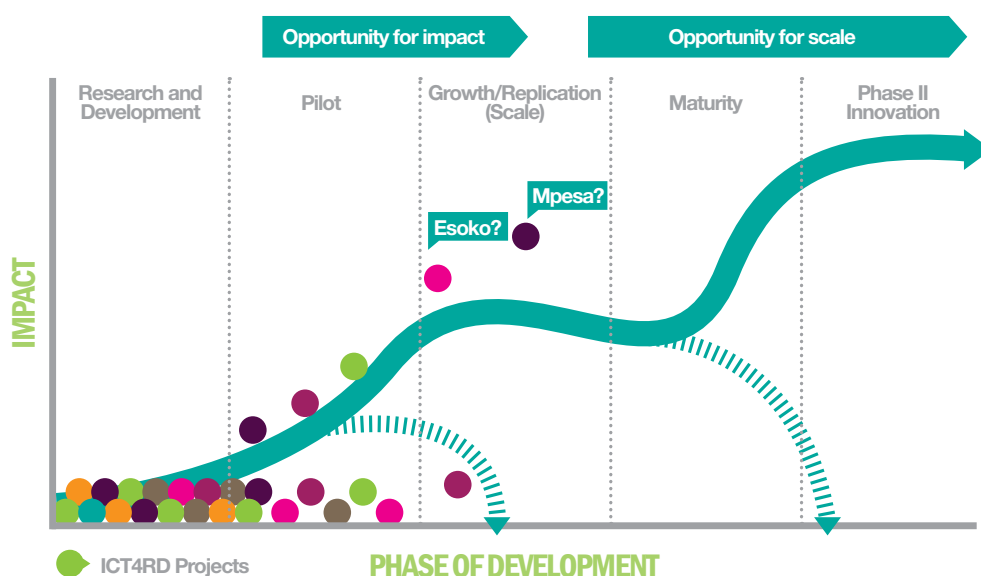 Opportunity for impact
Opportunity for scale
Research and
Development
Pilot
Growth/Replication
(Scale)
Maturity
Phase II
Innovation
Mpesa?
Esoko?
IMPACT
ICT4RD Projects
PHASE OF DEVELOPMENT